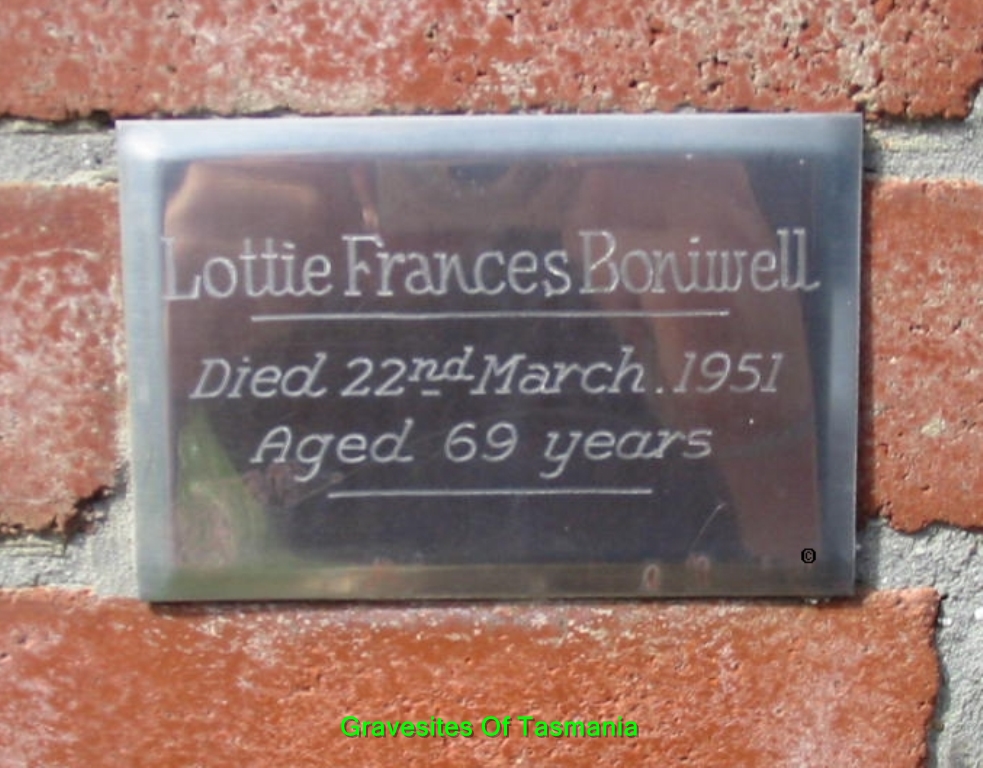 Lottie Frances Boniwell
Died 22nd March. 1951
Aged 69 years
©
Gravesites Of Tasmania